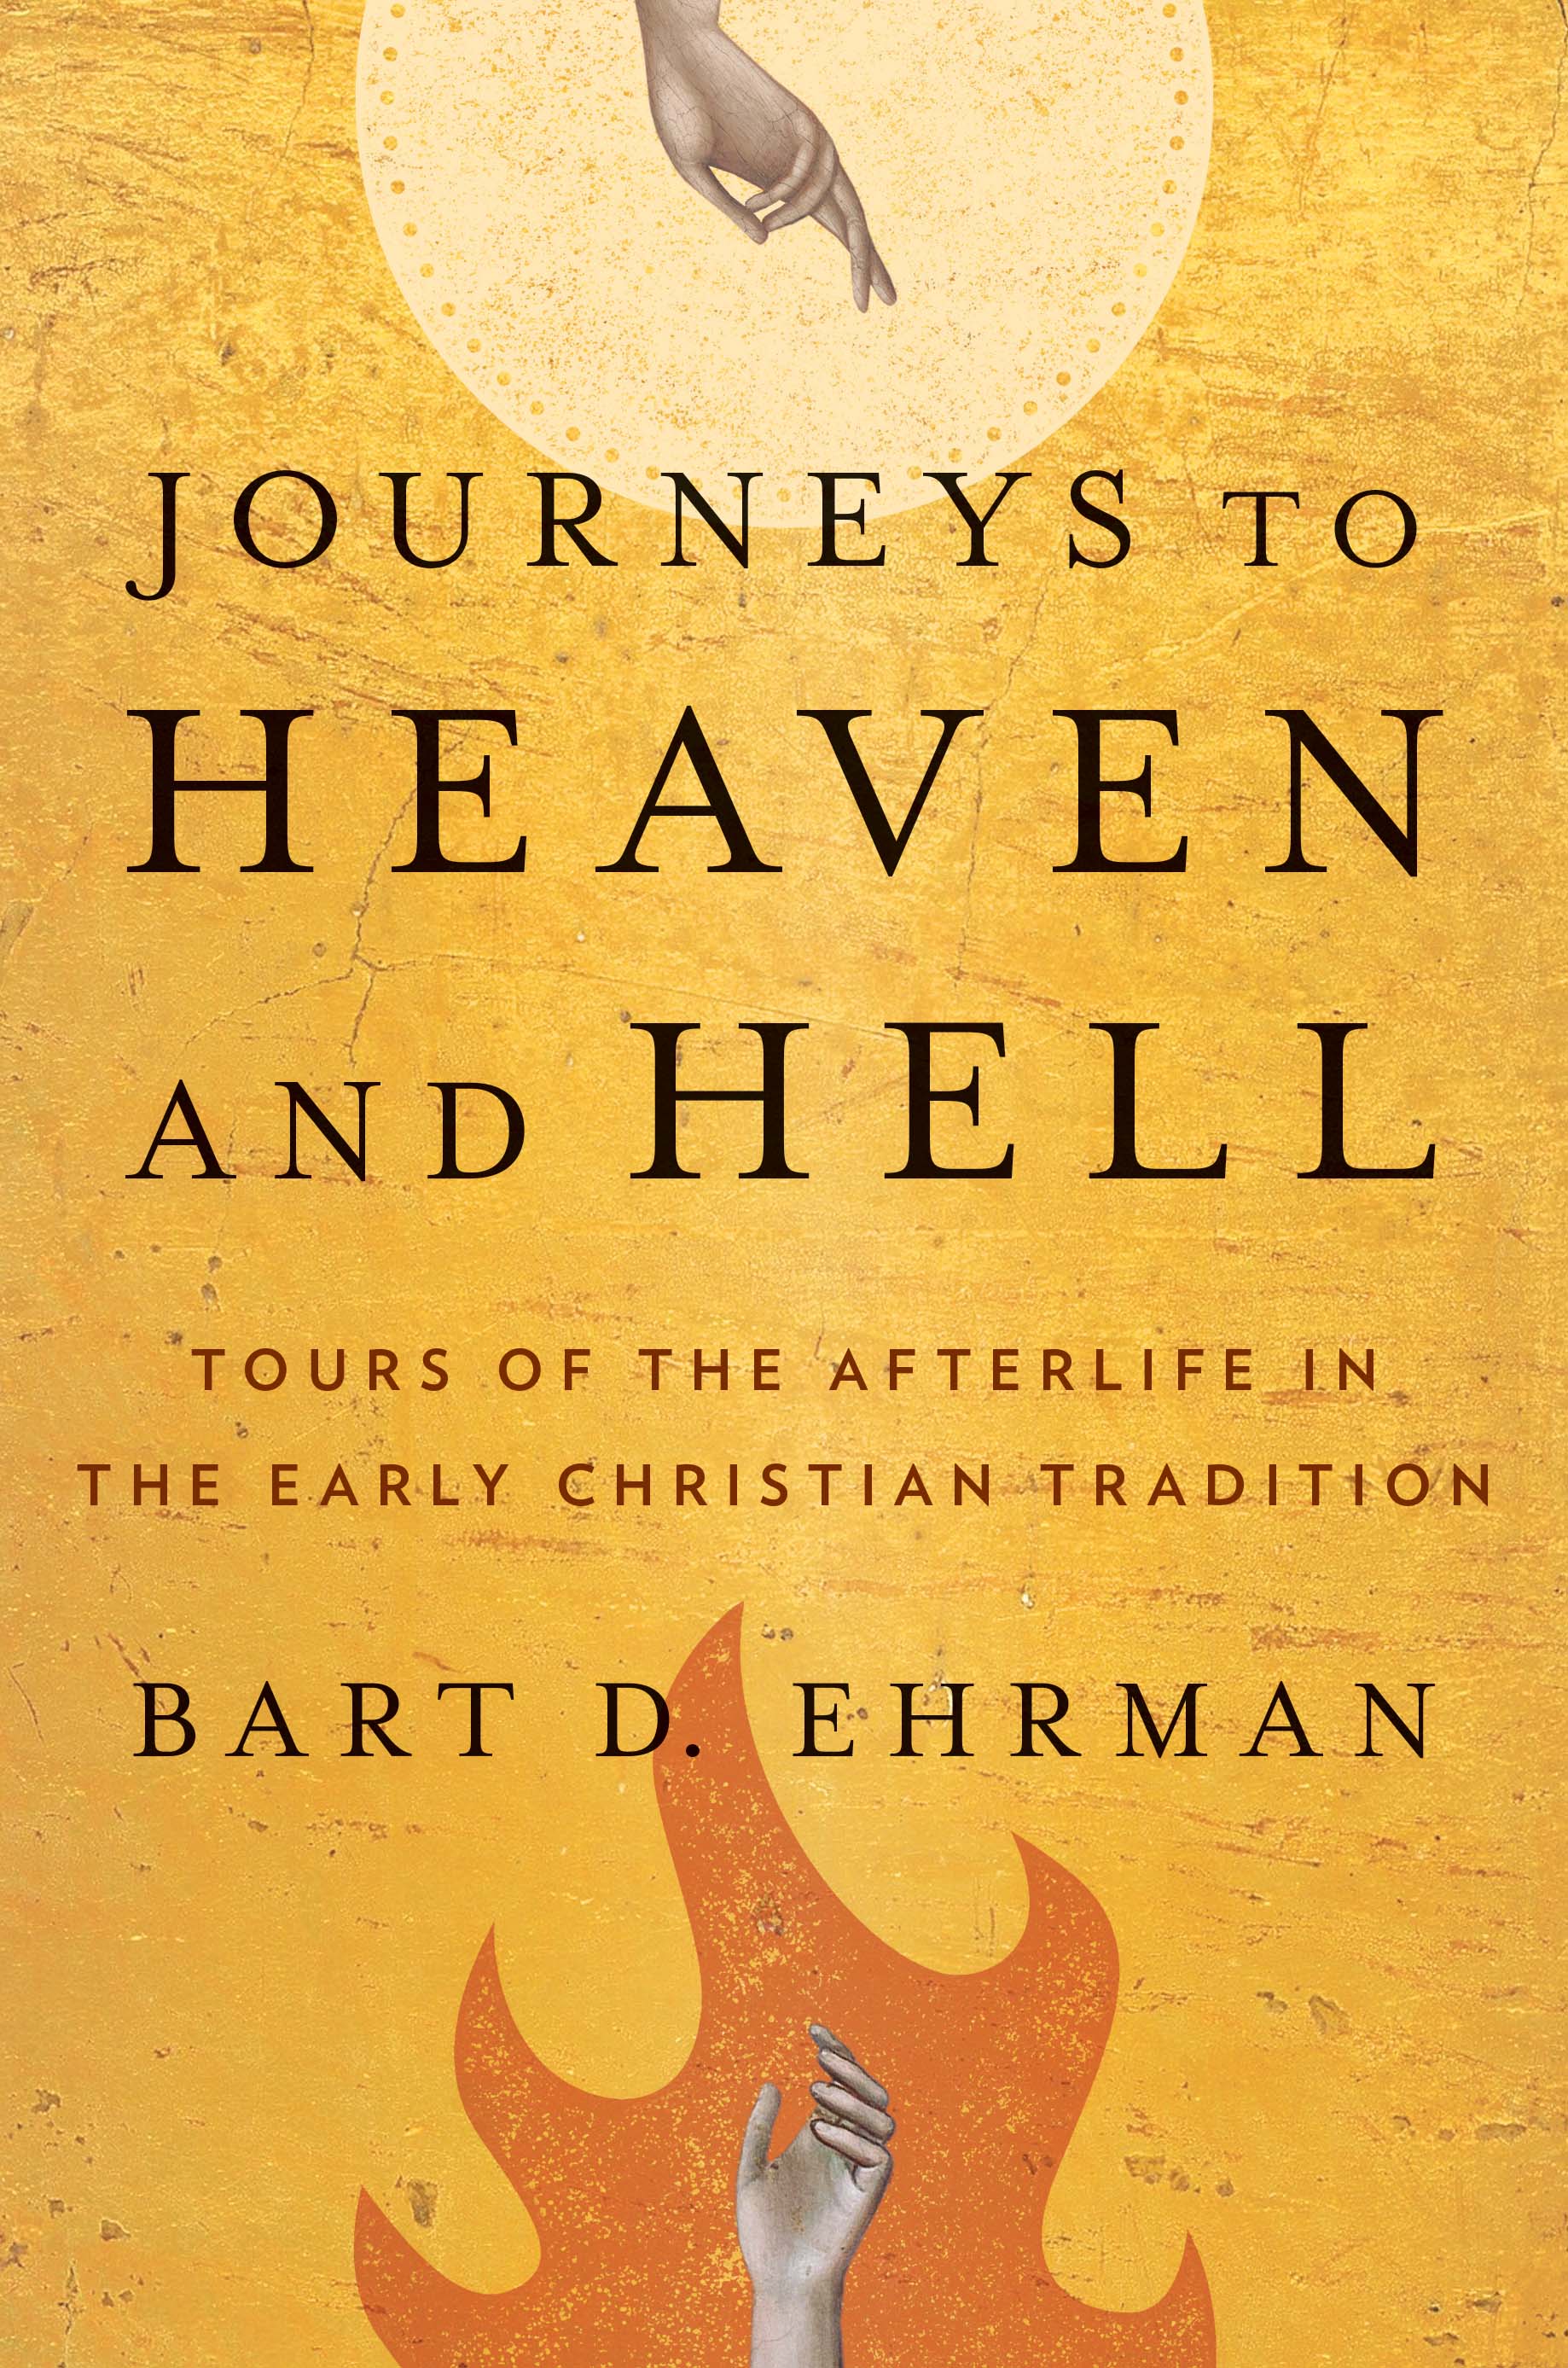 JOURNEYS TO
HEAVEN
AND HELL
TOURS OF THE AFTERLIFE IN
THE EARLY CHRISTIAN TRADITION
BART D. EHRMAN